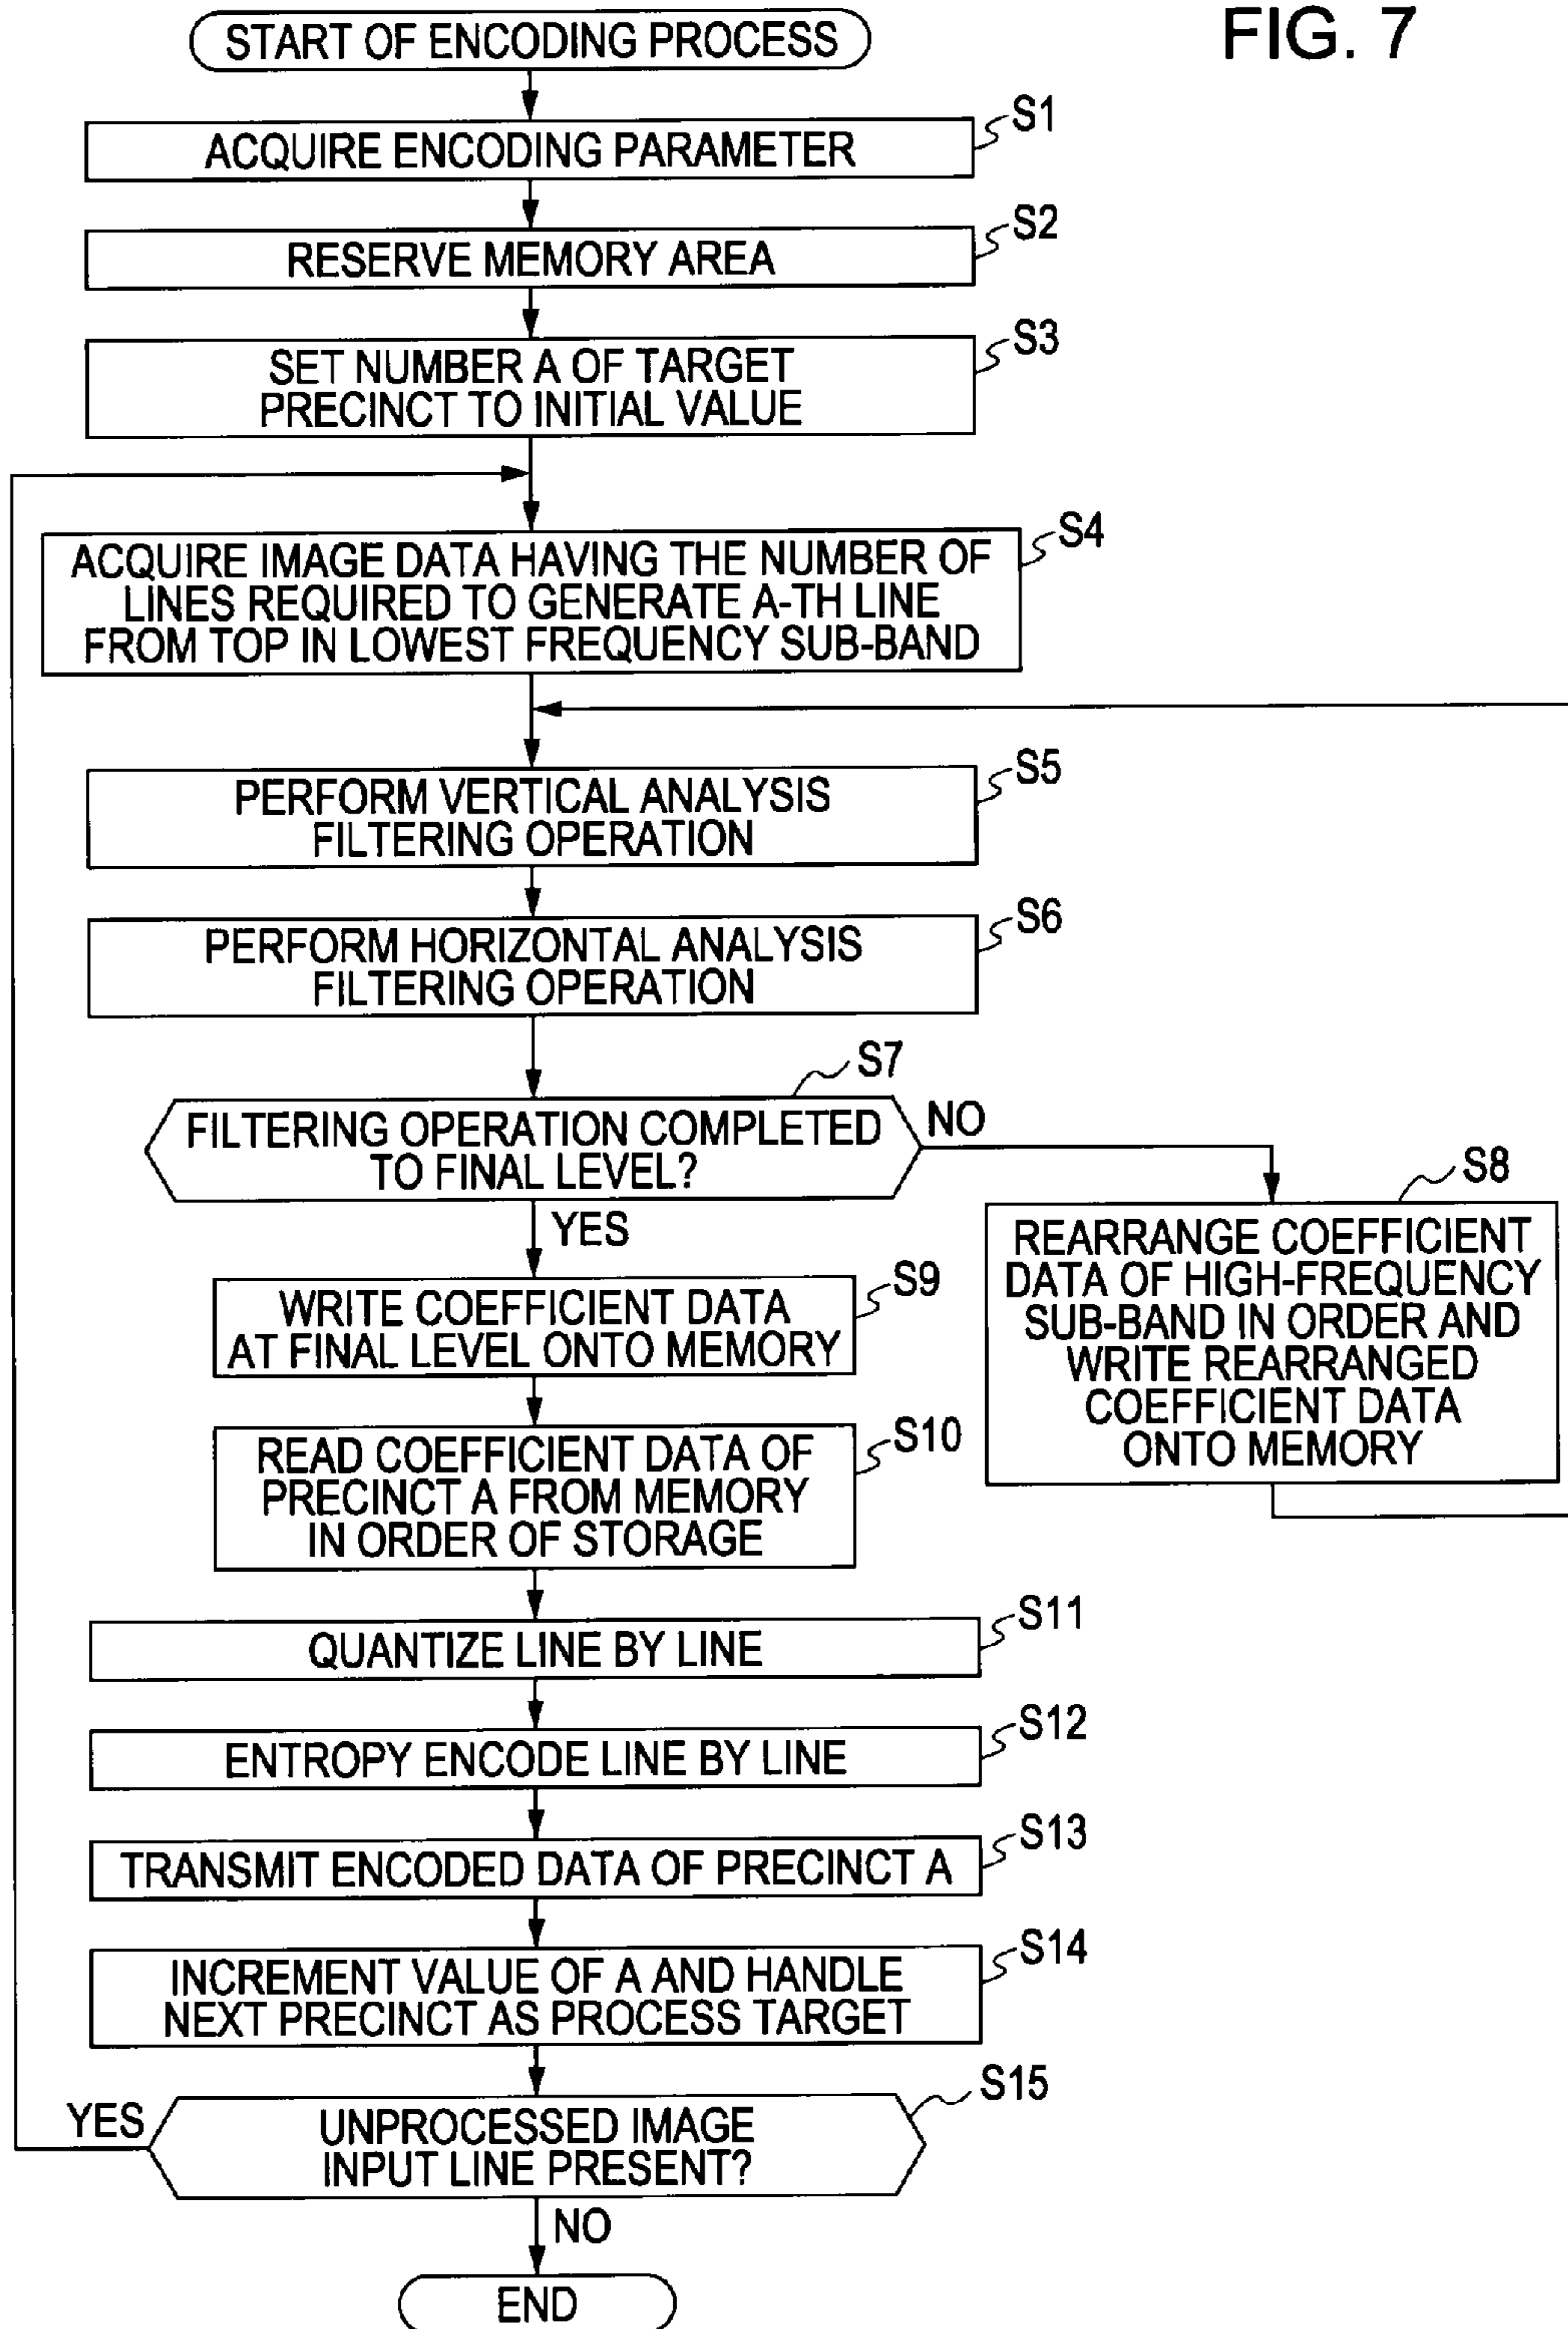 FIG. 7
START OF ENCODING PROCESS
S1
ACQUIRE ENCODING PARAMETER
S2
RESERVE MEMORY AREA
S3
SET NUMBER A OF TARGET
PRECINCT TO INITIAL VALUE
S4
ACQUIRE IMAGE DATA HAVING THE NUMBER OF
LINES REQUIRED TO GENERATE A-TH LINE
FROM TOP IN LOWEST FREQUENCY SUB-BAND
S5
PERFORM VERTICAL ANALYSIS
FILTERING OPERATION
S6
PERFORM HORIZONTAL ANALYSIS
FILTERING OPERATION
S7
FILTERING OPERATION COMPLETED
TO FINAL LEVEL?
NO
YES
S8
REARRANGE COEFFICIENT
DATA OF HIGH-FREQUENCY
SUB-BAND IN ORDER AND
WRITE REARRANGED
COEFFICIENT DATA
ONTO MEMORY
S9
WRITE COEFFICIENT DATA
AT FINAL LEVEL ONTO MEMORY
S10
READ COEFFICIENT DATA OF
PRECINCT A FROM MEMORY
IN ORDER OF STORAGE
S11
QUANTIZE LINE BY LINE
S12
ENTROPY ENCODE LINE BY LINE
S13
TRANSMIT ENCODED DATA OF PRECINCT A
S14
INCREMENT VALUE OF A AND HANDLE
NEXT PRECINCT AS PROCESS TARGET
S15
YES
UNPROCESSED IMAGE
INPUT LINE PRESENT?
NO
END